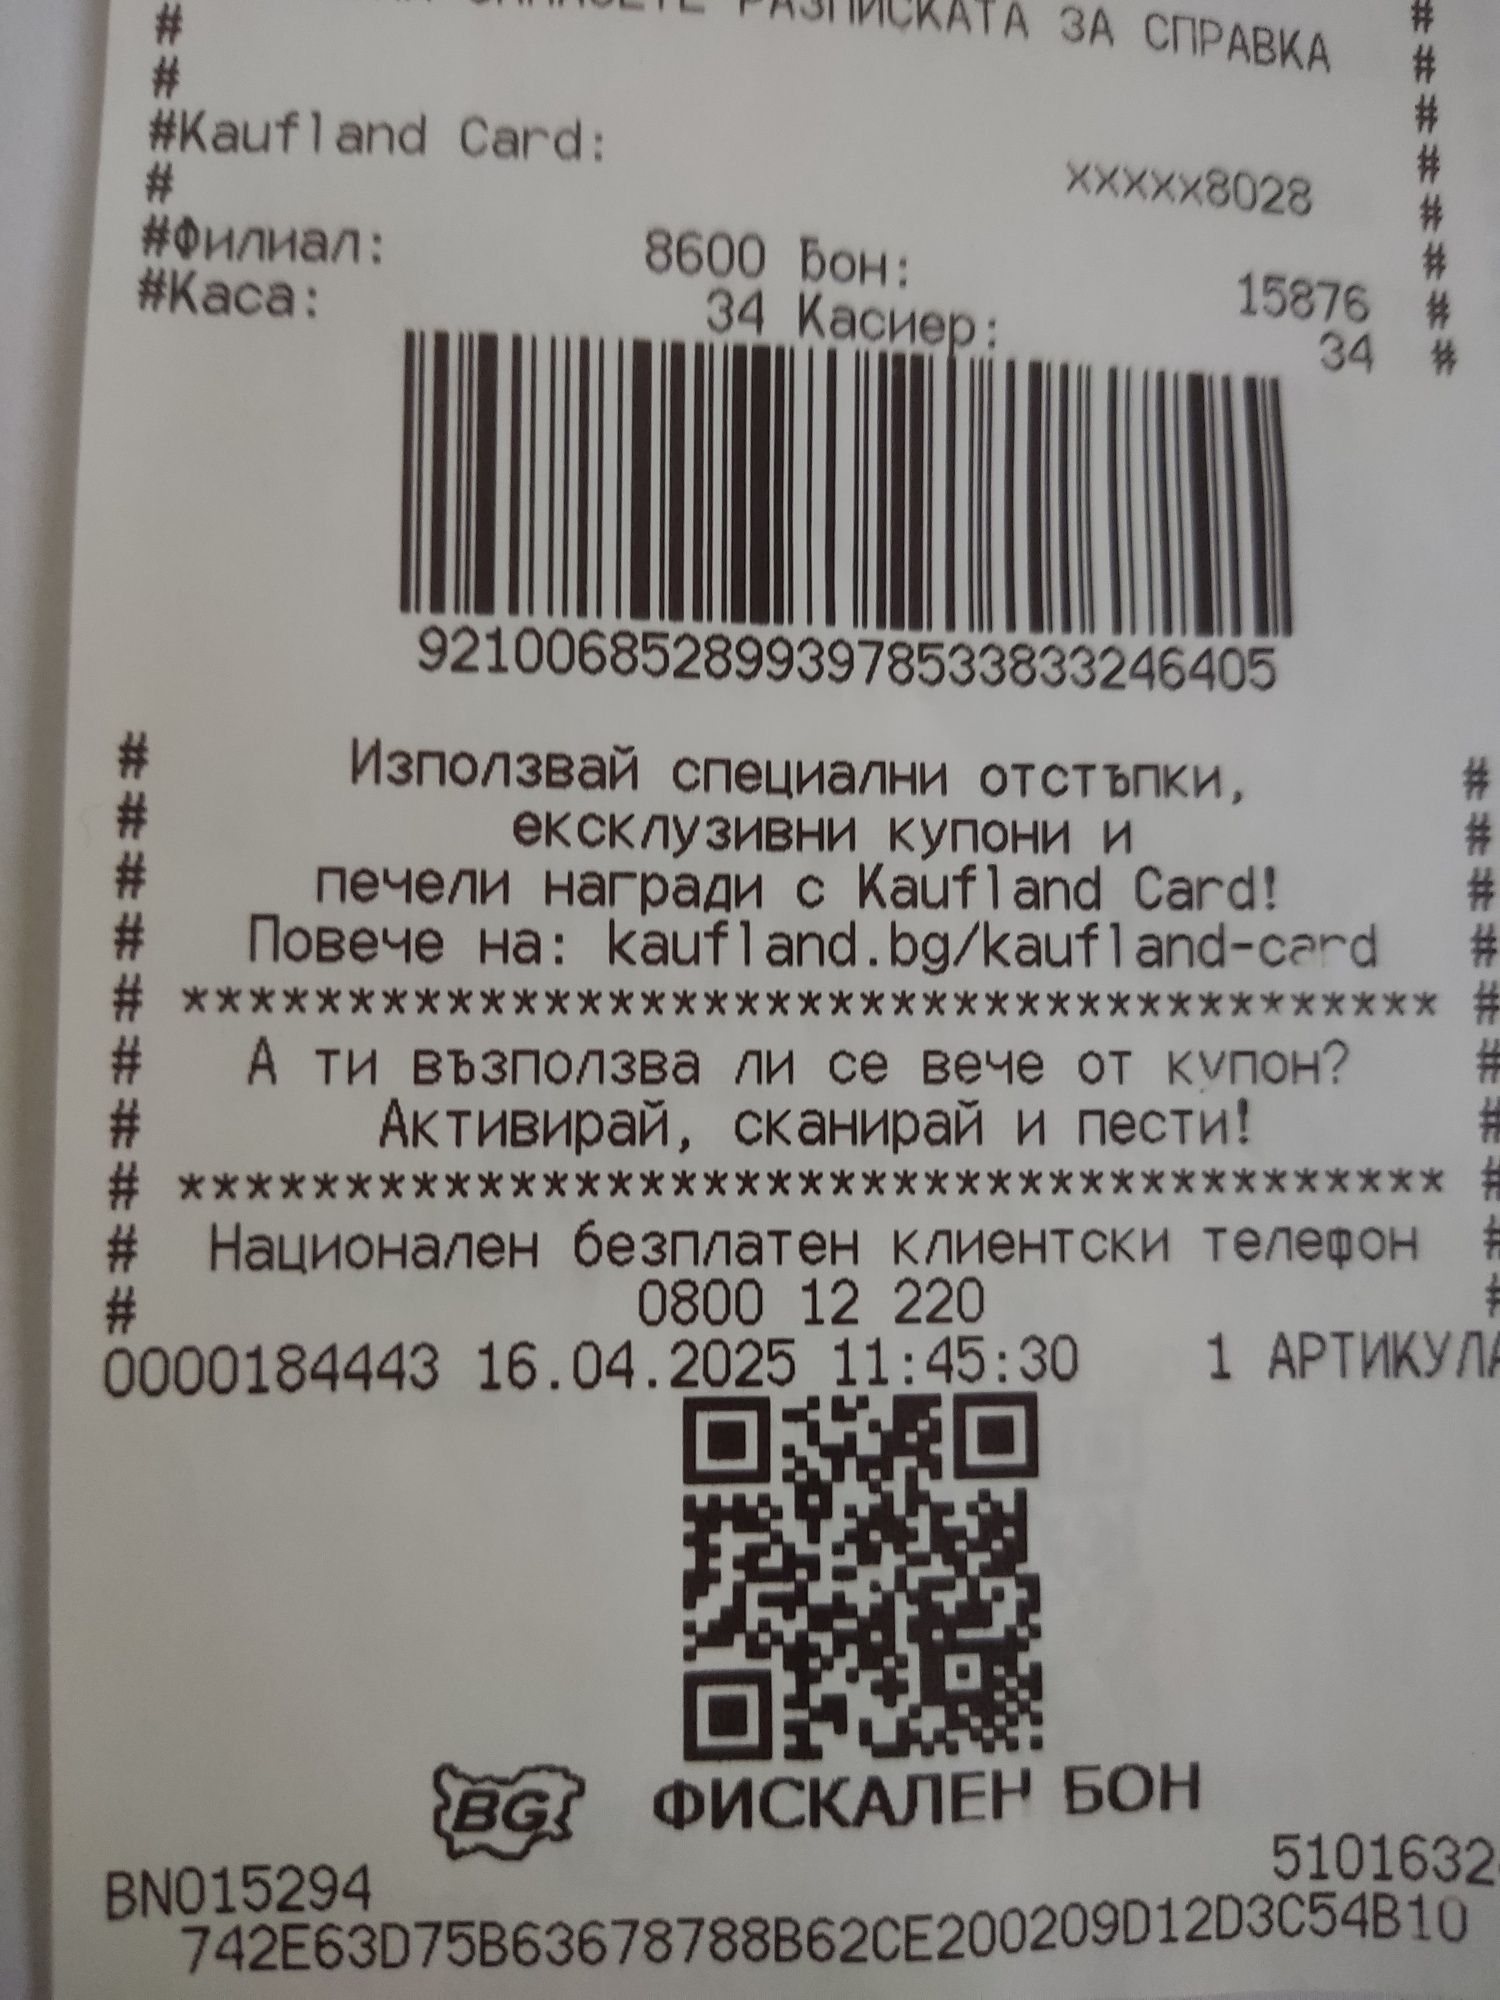 РАЗПИСКАТА ЗА СПРАВКА #
#
# #
#Kaufland Card: #
# xxxxx8028 #
#Филиал: 8600 Бон: 15876 #
#Каса: 34 Касиер: 34 #
9210068528993978533833246405
# Използвай специални отстъпки, #
# ексклузивни купони и #
# печели награди с Kaufland Card! #
# Повече на: kaufland.bg/kaufland-card #
# *************************************** #
# А ти възползва ли се вече от купон? #
# Активирай, сканирай и пести! #
# *************************************** #
# Национален безплатен клиентски телефон #
# 0800 12 220 #
0000184443 16.04.2025 11:45:30 1 АРТИКУЛА
BG ФИСКАЛЕН БОН
BN015294 5101632
742E63D75B63678788B62CE200209D12D3C54B10